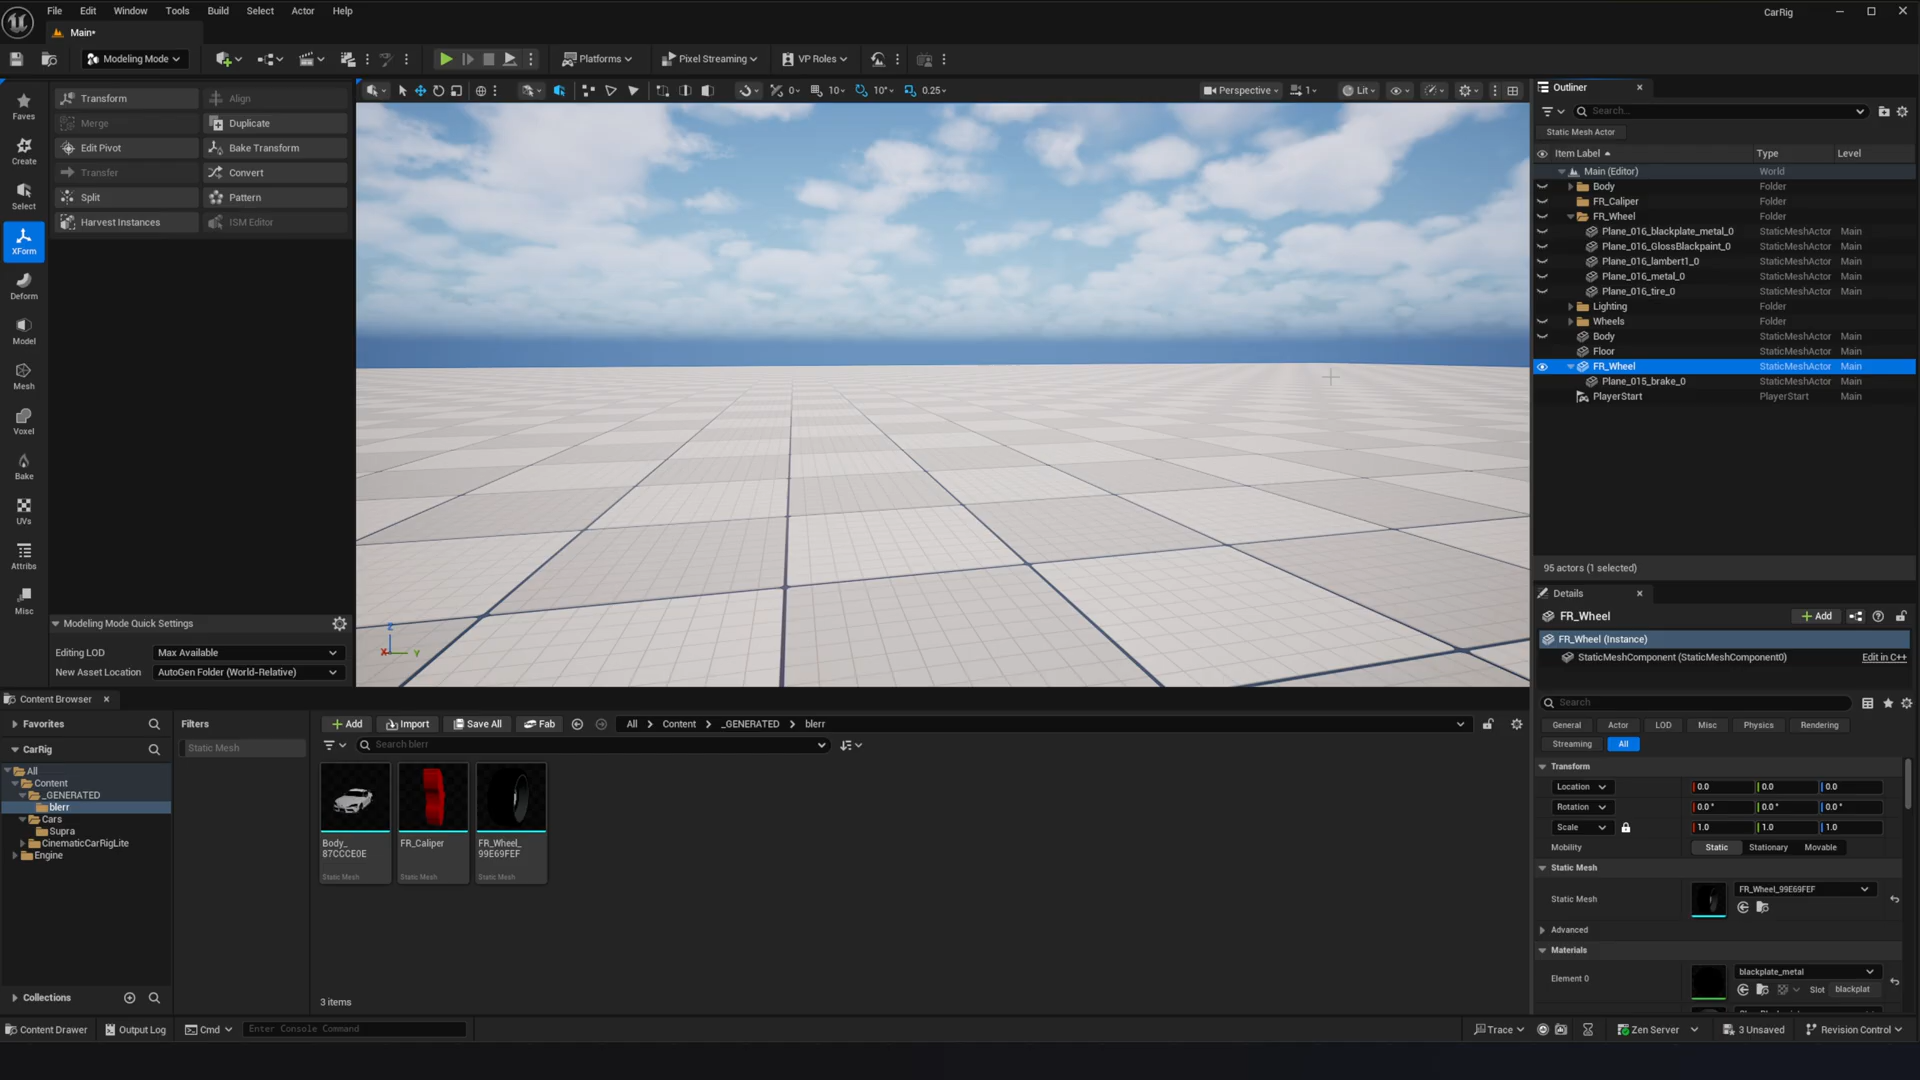 File Edit Window Tools Build Select Actor Help
CarRig
Main*
Modeling Mode
Platforms
Pixel Streaming
VP Roles
Faves
Create
Select
XForm
Deform
Model
Mesh
Voxel
Bake
UVs
Attribs
Misc
Transform Align
Merge Duplicate
Edit Pivot Bake Transform
Transfer Convert
Split Pattern
Harvest Instances ISM Editor
Modeling Mode Quick Settings
Editing LOD Max Available
New Asset Location AutoGen Folder (World-Relative)
0 10 10° 0.25
Perspective 1 Lit
Z
X Y
Outliner
Search...
Static Mesh Actor
Item Label Type Level
Main (Editor) World
Body Folder
FR_Caliper Folder
FR_Wheel Folder
Plane_016_blackplate_metal_0 StaticMeshActor Main
Plane_016_GlossBlackpaint_0 StaticMeshActor Main
Plane_016_lambert1_0 StaticMeshActor Main
Plane_016_metal_0 StaticMeshActor Main
Plane_016_tire_0 StaticMeshActor Main
Lighting Folder
Wheels Folder
Body StaticMeshActor Main
Floor StaticMeshActor Main
FR_Wheel StaticMeshActor Main
Plane_015_brake_0 StaticMeshActor Main
PlayerStart PlayerStart Main
95 actors (1 selected)
Details
FR_Wheel
Add
FR_Wheel (Instance)
StaticMeshComponent (StaticMeshComponent0) Edit in C++
Search
General Actor LOD Misc Physics Rendering
Streaming All
Transform
Location 0.0 0.0 0.0
Rotation 0.0° 0.0° 0.0°
Scale 1.0 1.0 1.0
Mobility Static Stationary Movable
Static Mesh
Static Mesh FR_Wheel_99E69FEF
Advanced
Materials
Element 0 blackplate_metal
Slot blackplat
Content Browser
Favorites
CarRig
All
Content
_GENERATED
blerr
Cars
Supra
CinematicCarRigLite
Engine
Collections
Filters
Static Mesh
Add Import Save All Fab All Content _GENERATED blerr
Search blerr
Body_
87CCCE0E
Static Mesh
FR_Caliper
Static Mesh
FR_Wheel_
99E69FEF
Static Mesh
3 items
Content Drawer Output Log Cmd Enter Console Command
Trace Zen Server 3 Unsaved Revision Control